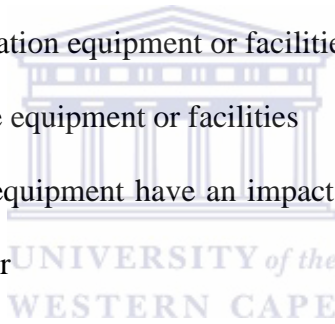 ation equipment or facilitie
e equipment or facilities
equipment have an impact
r
UNIVERSITY of the
WESTERN CAPE